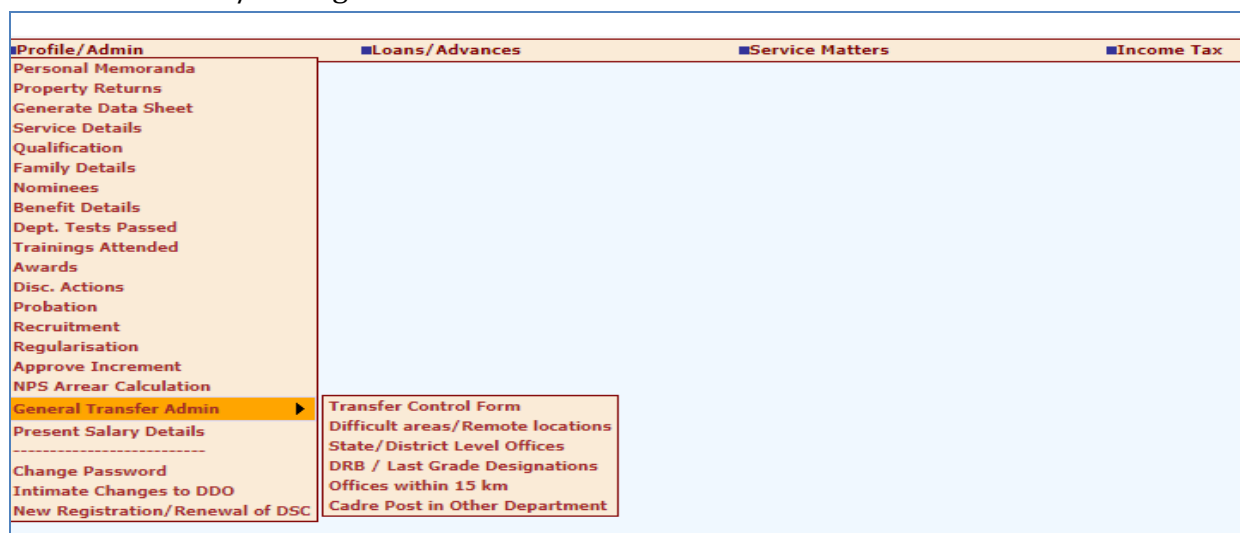 Profile/Admin Loans/Advances Service Matters Income Tax
Personal Memoranda
Property Returns
Generate Data Sheet
Service Details
Qualification
Family Details
Nominees
Benefit Details
Dept. Tests Passed
Trainings Attended
Awards
Disc. Actions
Probation
Recruitment
Regularisation
Approve Increment
NPS Arrear Calculation
General Transfer Admin
Present Salary Details
--------------------------
Change Password
Intimate Changes to DDO
New Registration/Renewal of DSC
Transfer Control Form
Difficult areas/Remote locations
State/District Level Offices
DRB / Last Grade Designations
Offices within 15 km
Cadre Post in Other Department